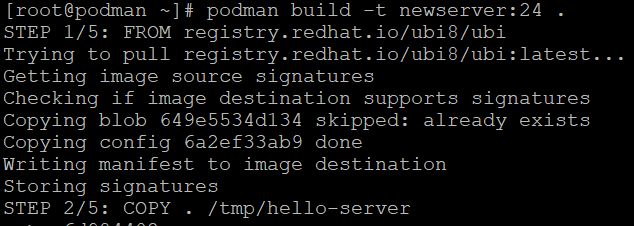 [root@podman ~]# podman build -t newserver:24 .
STEP 1/5: FROM registry.redhat.io/ubi8/ubi
Trying to pull registry.redhat.io/ubi8/ubi:latest...
Getting image source signatures
Checking if image destination supports signatures
Copying blob 649e5534d134 skipped: already exists
Copying config 6a2ef33ab9 done
Writing manifest to image destination
Storing signatures
STEP 2/5: COPY . /tmp/hello-server